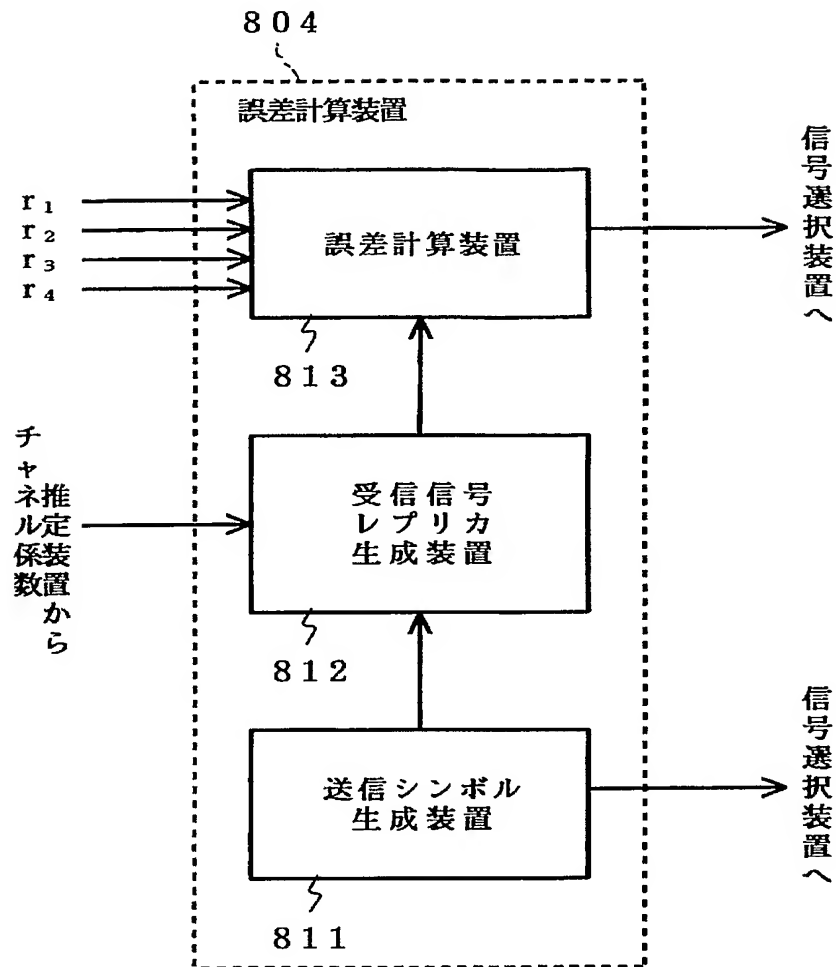 ８０４
誤差計算装置
r₁
r₂
r₃
r₄
誤差計算装置
信号選択装置へ
８１３
チャネル係数
推定装置から
受信信号
レプリカ
生成装置
８１２
送信シンボル
生成装置
信号選択装置へ
８１１